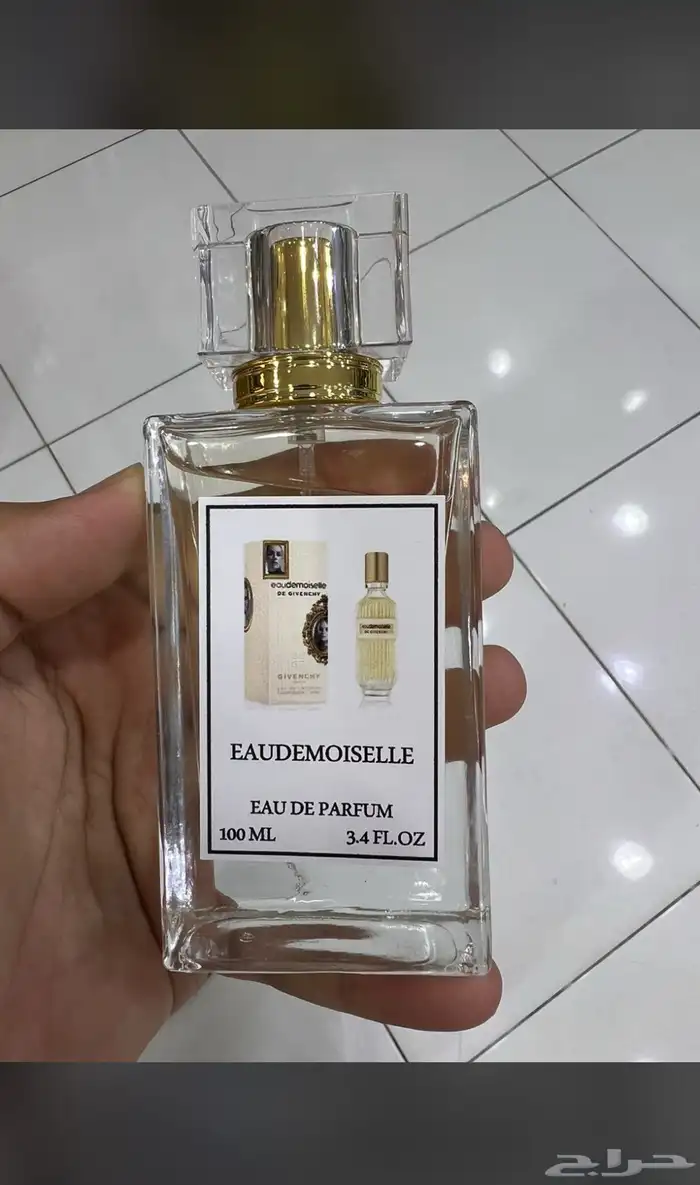 eaudemoiselle
DE GIVENCHY
GIVENCHY
eaudemoiselle
DE GIVENCHY
EAUDEMOISELLE
EAU DE PARFUM
100 ML 3.4 FL.OZ
حراج